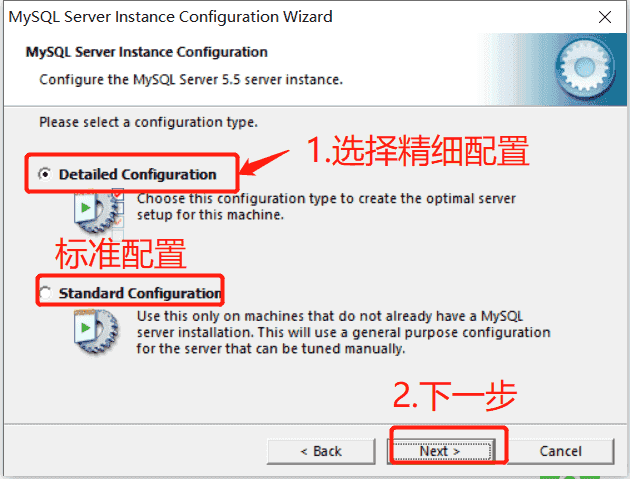 MySQL Server Instance Configuration Wizard
MySQL Server Instance Configuration
Configure the MySQL Server 5.5 server instance.
Please select a configuration type.
1.选择精细配置
Detailed Configuration
Choose this configuration type to create the optimal server
setup for this machine.
标准配置
Standard Configuration
Use this only on machines that do not already have a MySQL
server installation. This will use a general purpose configuration
for the server that can be tuned manually.
2.下一步
< Back
Next >
Cancel